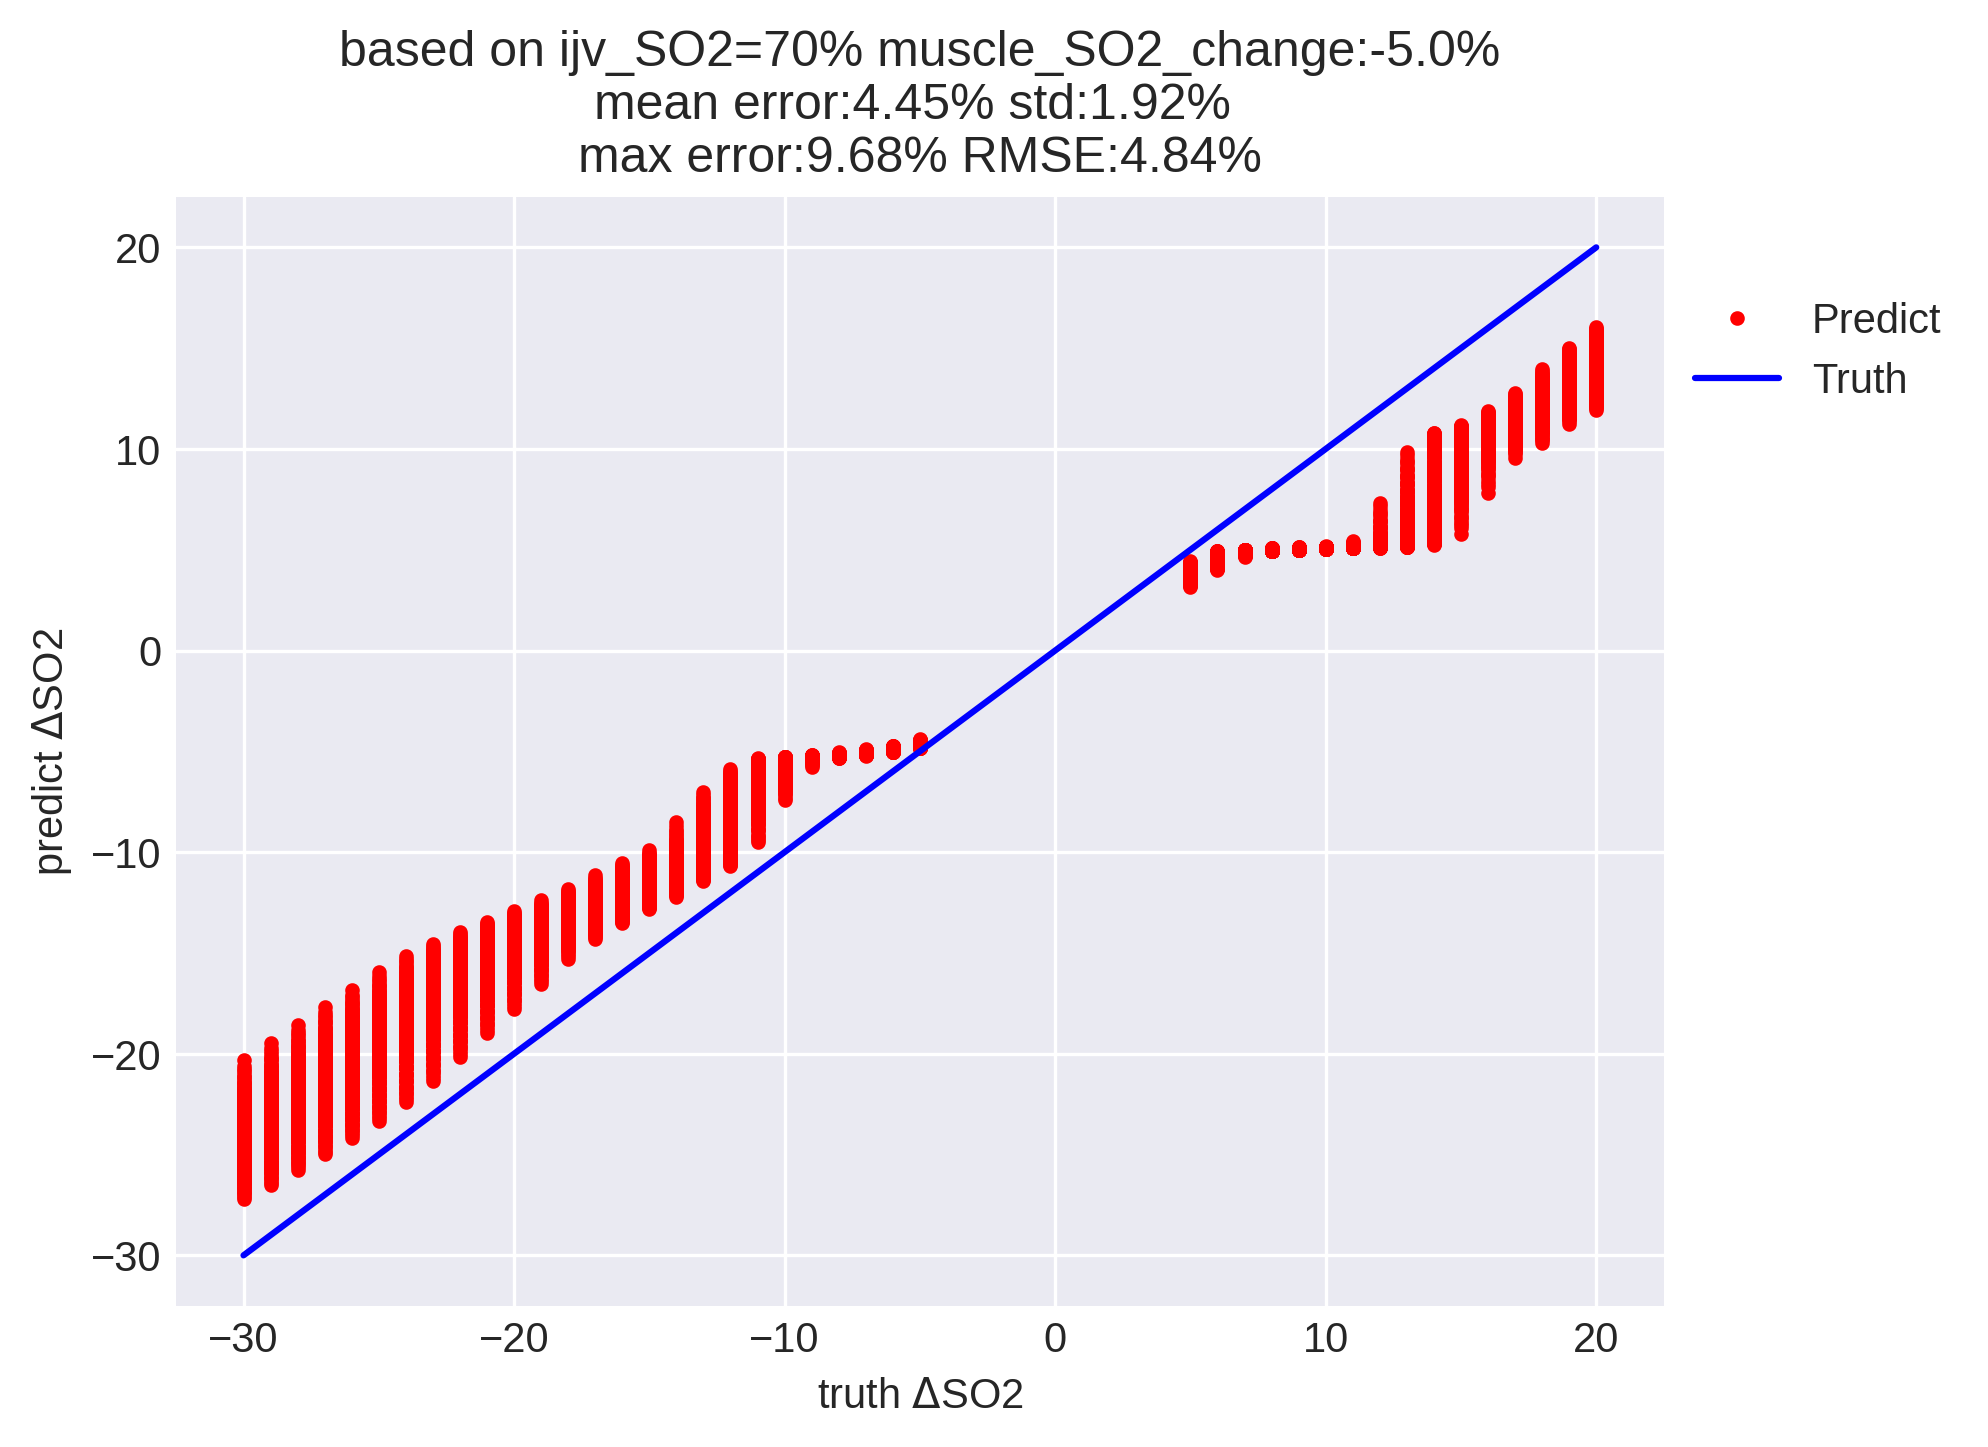 based on ijv_SO2=70% muscle_SO2_change:-5.0%
mean error:4.45% std:1.92%
max error:9.68% RMSE:4.84%
20
10
0
−10
−20
−30
predict ΔSO2
−30
−20
−10
0
10
20
truth ΔSO2
Predict
Truth